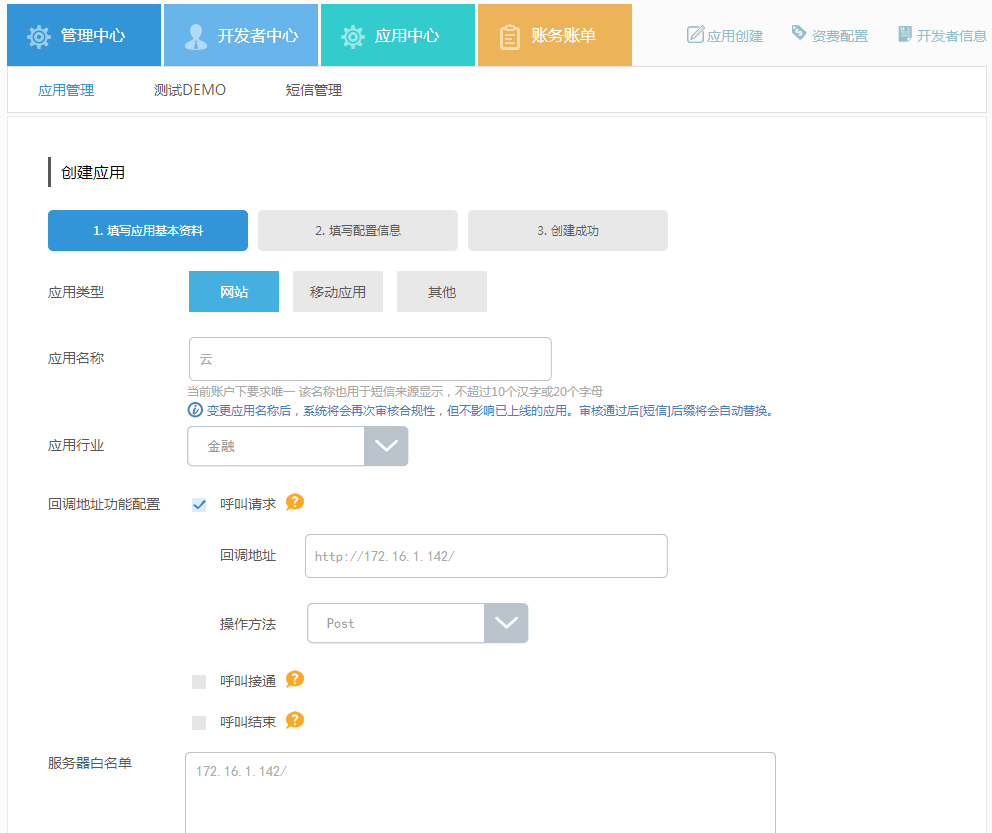 管理中心 开发者中心 应用中心 账务账单 应用创建 资费配置 开发者信息
应用管理 测试DEMO 短信管理
创建应用
1. 填写应用基本资料 2. 填写配置信息 3. 创建成功
应用类型 网站 移动应用 其他
应用名称 云
当前账户下要求唯一 该名称也用于短信来源显示，不超过10个汉字或20个字母
变更应用名称后，系统将会再次审核合规性，但不影响已上线的应用。审核通过后[短信]后缀将会自动替换。
应用行业 金融
回调地址功能配置 呼叫请求 ?
回调地址 http://172.16.1.142/
操作方法 Post
呼叫接通 ?
呼叫结束 ?
服务器白名单 172.16.1.142/